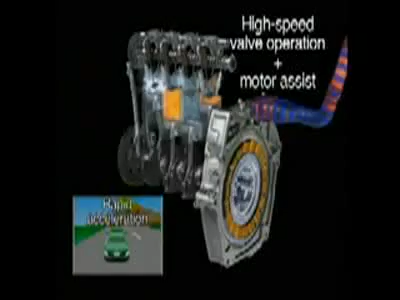 High-speed
valve operation
+
motor assist
Rapid
acceleration